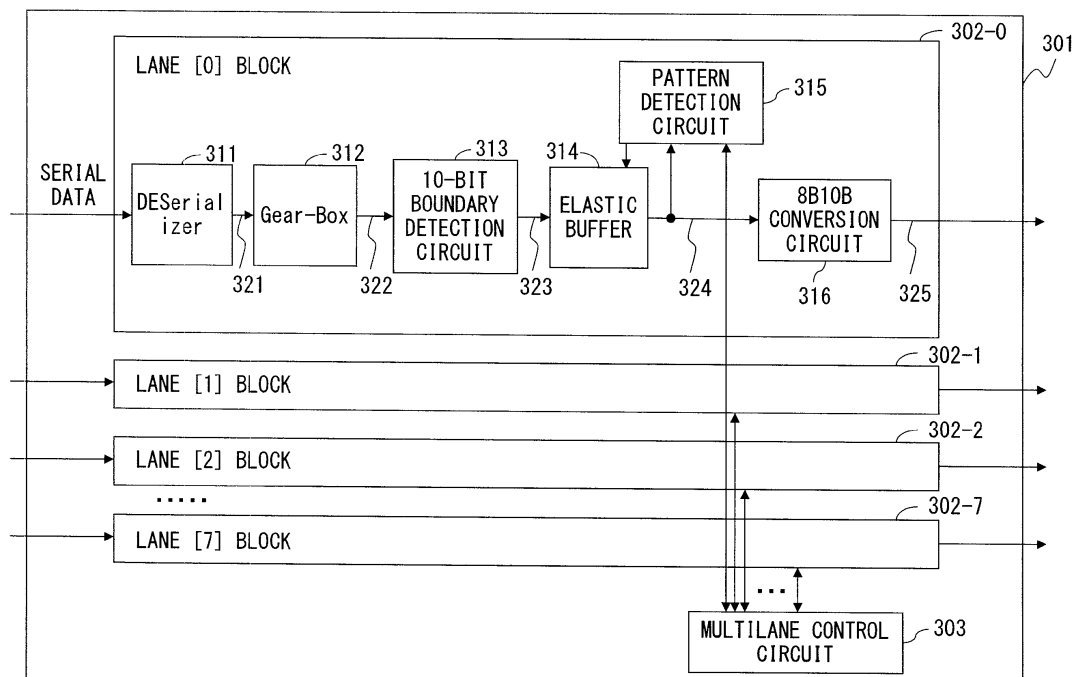 302-0
301
LANE [0] BLOCK
PATTERN
DETECTION
CIRCUIT
315
SERIAL
DATA
311
DESerial
izer
312
Gear-Box
313
10-BIT
BOUNDARY
DETECTION
CIRCUIT
314
ELASTIC
BUFFER
8B10B
CONVERSION
CIRCUIT
316
321
322
323
324
325
302-1
LANE [1] BLOCK
302-2
LANE [2] BLOCK
.....
302-7
LANE [7] BLOCK
...
MULTILANE CONTROL
CIRCUIT
303